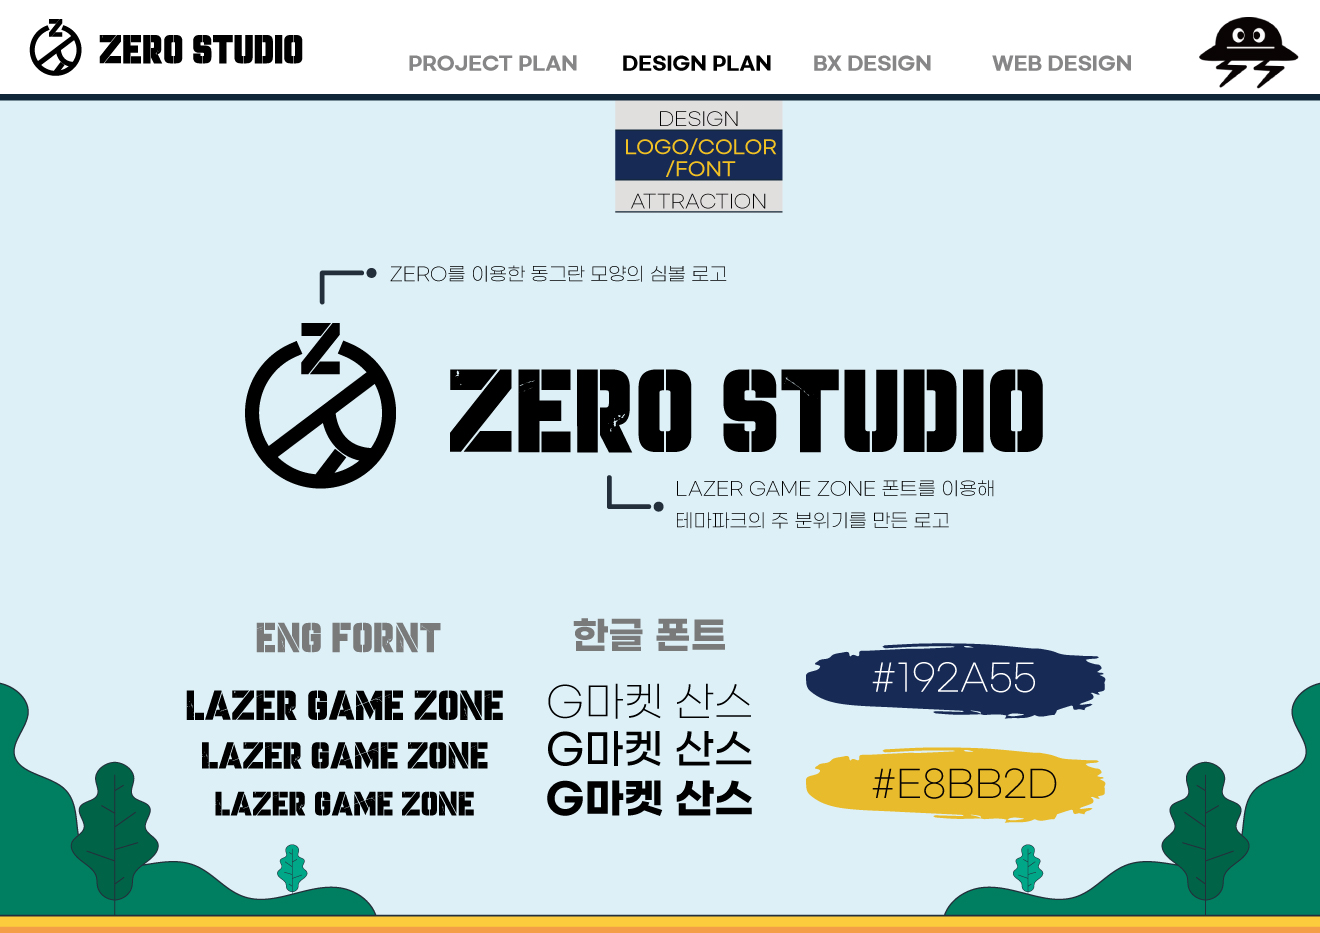 ZERO STUDIO
PROJECT PLAN
DESIGN PLAN
BX DESIGN
WEB DESIGN
DESIGN
LOGO/COLOR
/FONT
ATTRACTION
ZERO를 이용한 동그란 모양의 심볼 로고
Z
ZERO STUDIO
LAZER GAME ZONE 폰트를 이용해
테마파크의 주 분위기를 만든 로고
ENG FORNT
LAZER GAME ZONE
LAZER GAME ZONE
LAZER GAME ZONE
한글 폰트
G마켓 산스
G마켓 산스
G마켓 산스
#192A55
#E8BB2D